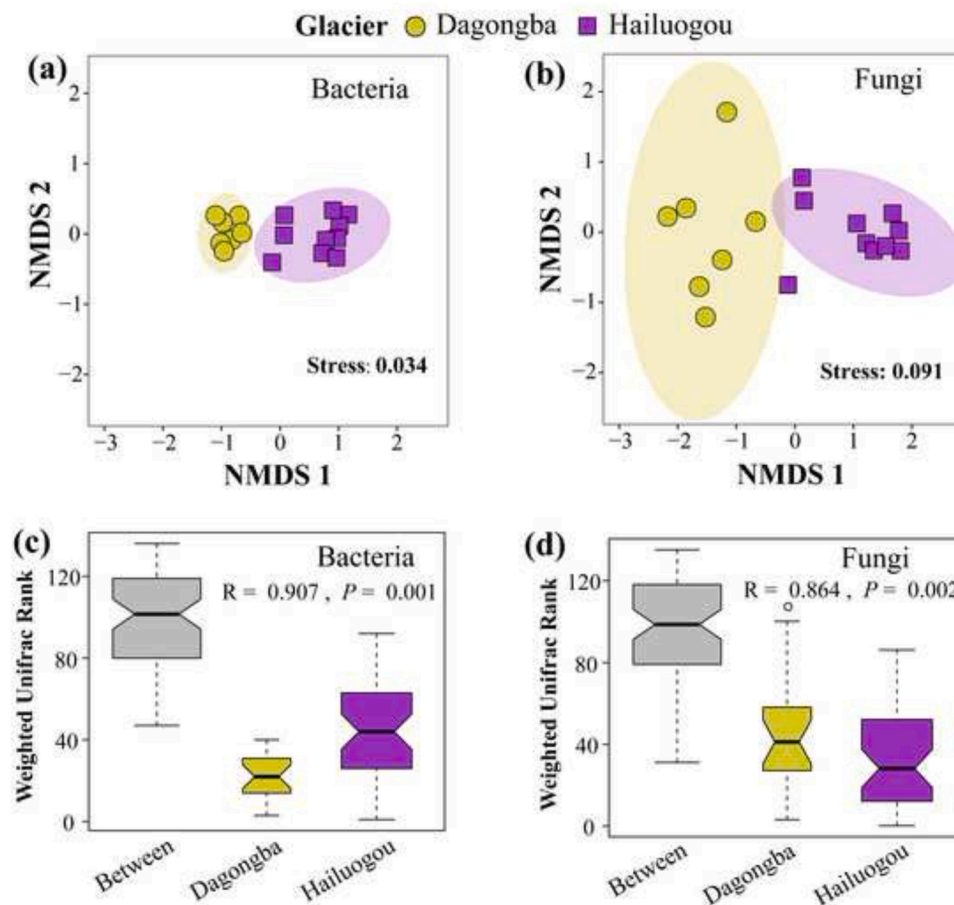 Glacier Dagongba Hailuogou
(a)
Bacteria
2
1
0
−1
−2
NMDS 2
Stress: 0.034
−3 −2 −1 0 1 2
NMDS 1
(b)
Fungi
2
1
0
−1
−2
NMDS 2
Stress: 0.091
−3 −2 −1 0 1 2
NMDS 1
(c)
Bacteria
R = 0.907 , P = 0.001
120
80
40
0
Weighted Unifrac Rank
Between Dagongba Hailuogou
(d)
Fungi
R = 0.864 , P = 0.002
120
80
40
0
Weighted Unifrac Rank
Between Dagongba Hailuogou